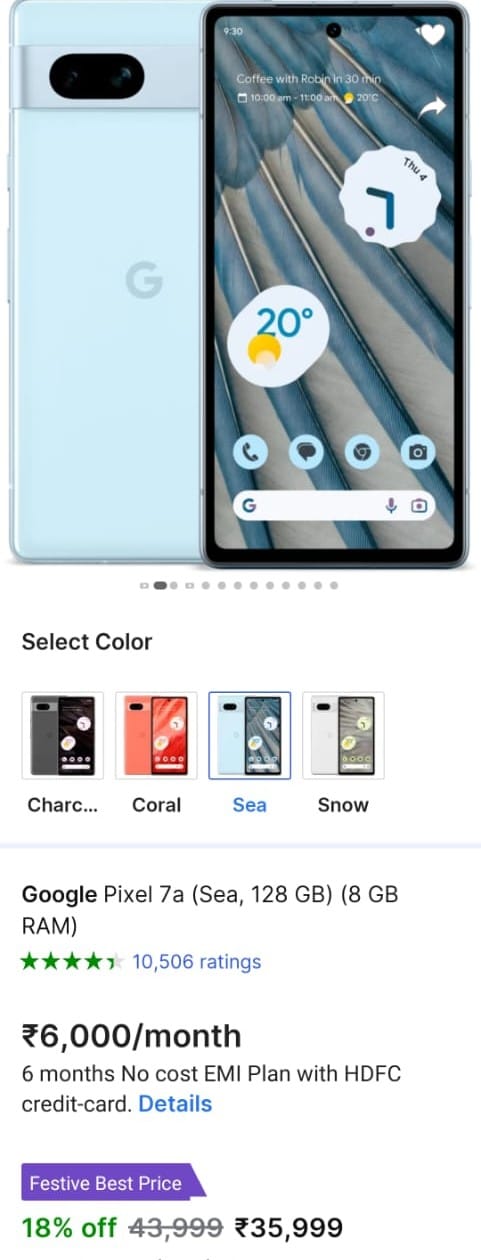 9:30
Coffee with Robin in 30 min
10:00 am - 11:00 am 20°C
Thu 4
20°
G
G
Select Color
Charc... Coral Sea Snow
Google Pixel 7a (Sea, 128 GB) (8 GB
RAM)
10,506 ratings
₹6,000/month
6 months No cost EMI Plan with HDFC
credit-card. Details
Festive Best Price
18% off 43,999 ₹35,999